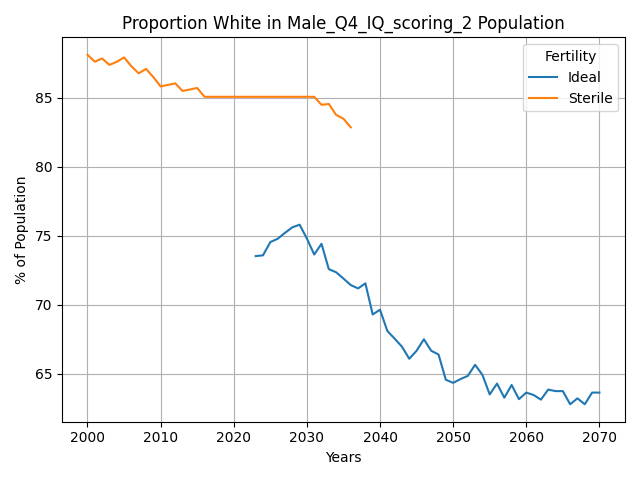 Proportion White in Male_Q4_IQ_scoring_2 Population
Fertility
Ideal
Sterile
% of Population
85
80
75
70
65
2000 2010 2020 2030 2040 2050 2060 2070
Years